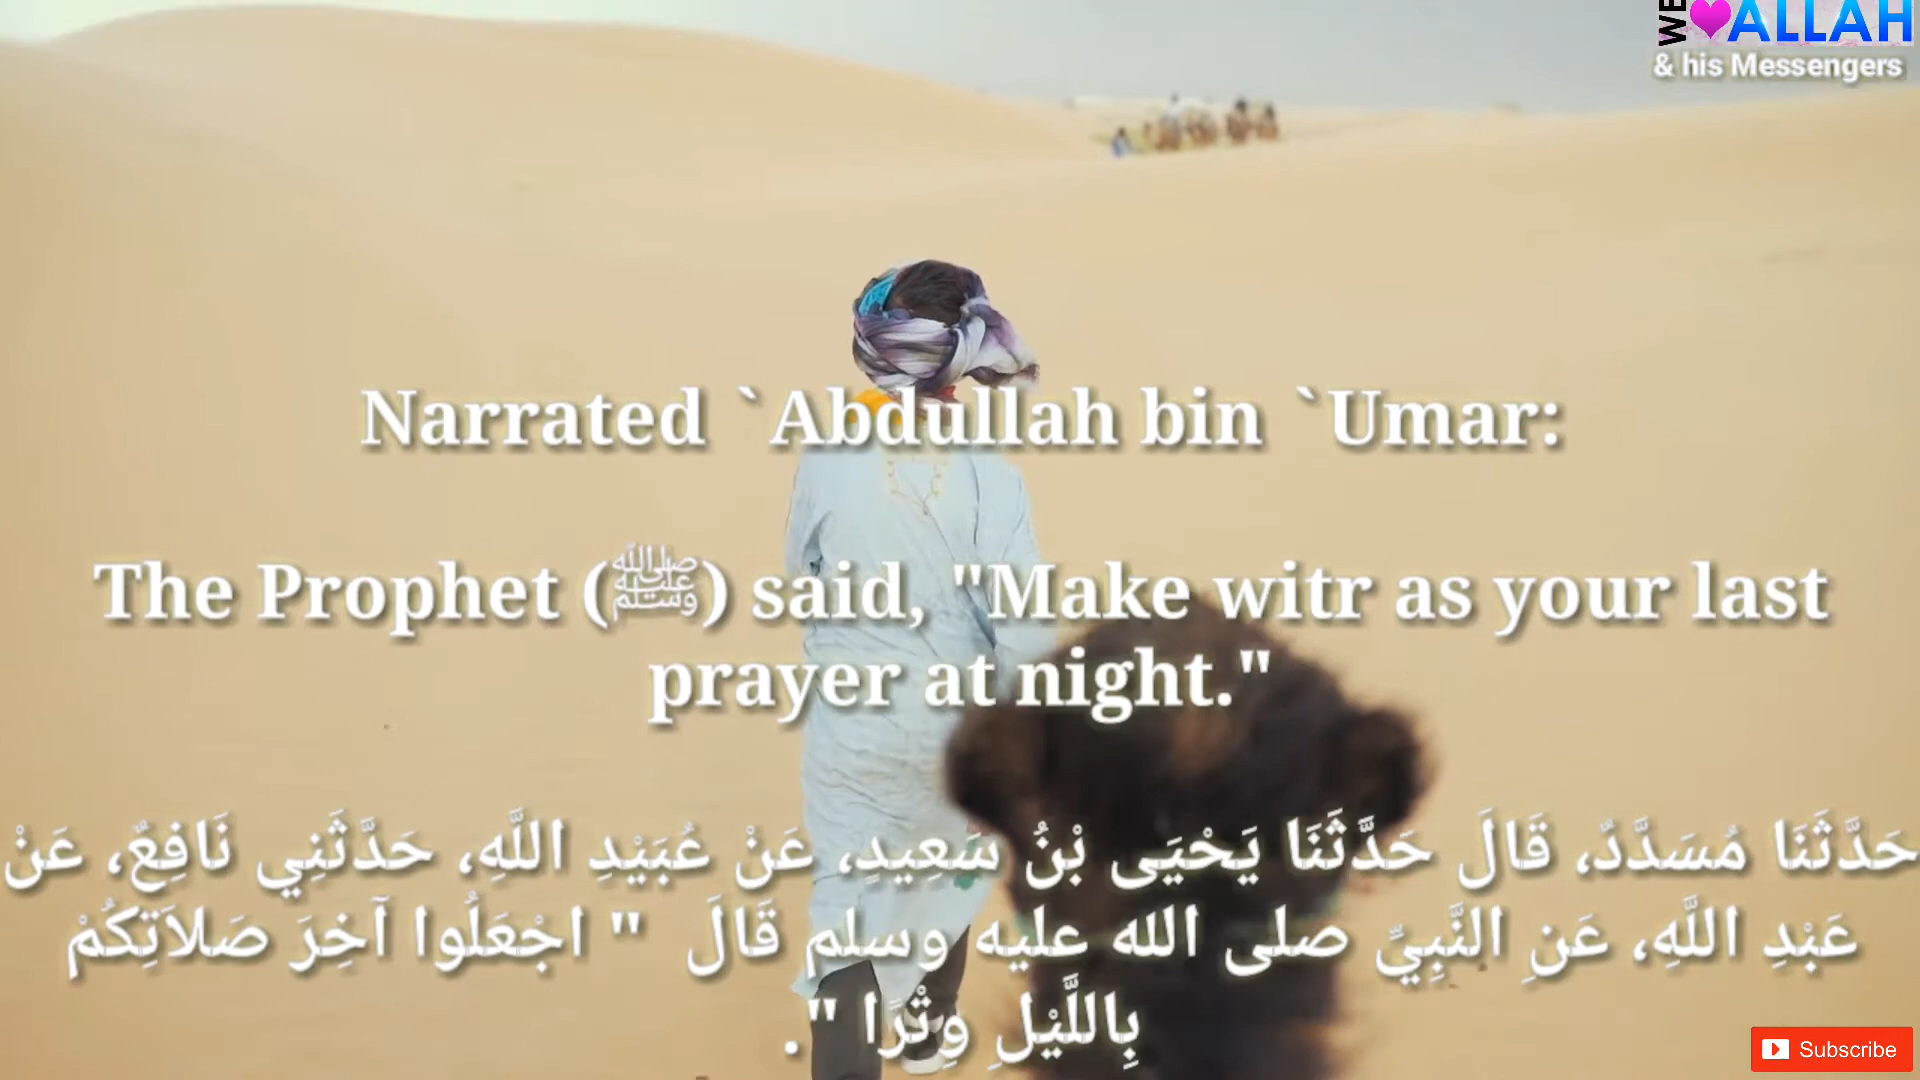 WE ALLAH
& his Messengers
Narrated `Abdullah bin `Umar:
The Prophet (ﷺ) said, "Make witr as your last
prayer at night."
حَدَّثَنَا مُسَدَّدٌ، قَالَ حَدَّثَنَا يَحْيَى بْنُ سَعِيدٍ، عَنْ عُبَيْدِ اللَّهِ، حَدَّثَنِي نَافِعٌ، عَنْ
عَبْدِ اللَّهِ، عَنِ النَّبِيِّ صلى الله عليه وسلم قَالَ " اجْعَلُوا آخِرَ صَلاَتِكُمْ
بِاللَّيْلِ وِتْرًا ".
Subscribe